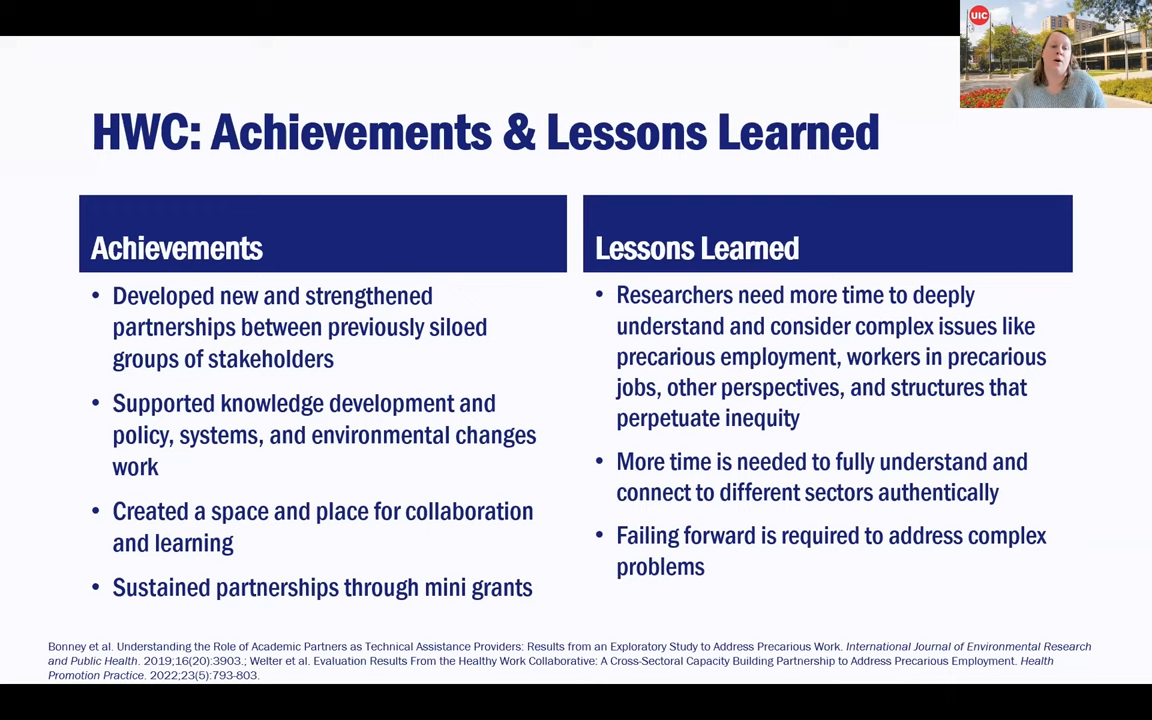 UIC
HWC: Achievements & Lessons Learned
Achievements
• Developed new and strengthened
partnerships between previously siloed
groups of stakeholders
• Supported knowledge development and
policy, systems, and environmental changes
work
• Created a space and place for collaboration
and learning
• Sustained partnerships through mini grants
Lessons Learned
• Researchers need more time to deeply
understand and consider complex issues like
precarious employment, workers in precarious
jobs, other perspectives, and structures that
perpetuate inequity
• More time is needed to fully understand and
connect to different sectors authentically
• Failing forward is required to address complex
problems
Bonney et al. Understanding the Role of Academic Partners as Technical Assistance Providers: Results from an Exploratory Study to Address Precarious Work. International Journal of Environmental Research
and Public Health. 2019;16(20):3903.; Welter et al. Evaluation Results From the Healthy Work Collaborative: A Cross-Sectoral Capacity Building Partnership to Address Precarious Employment. Health
Promotion Practice. 2022;23(5):793-803.